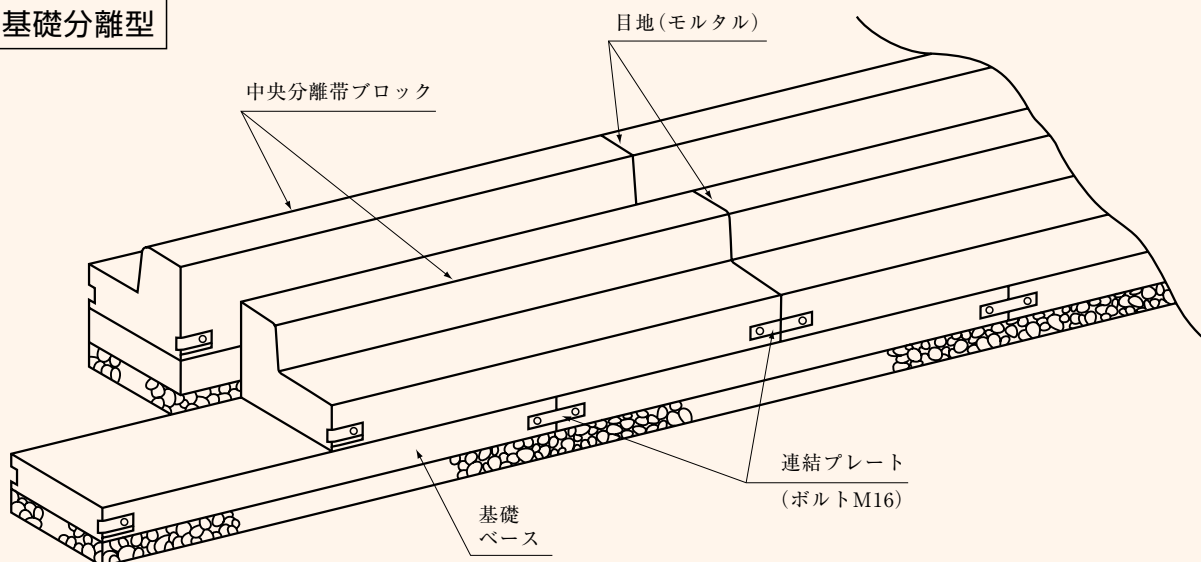 基礎分離型
目地(モルタル)
中央分離帯ブロック
連結プレート
(ボルトM16)
基礎
ベース